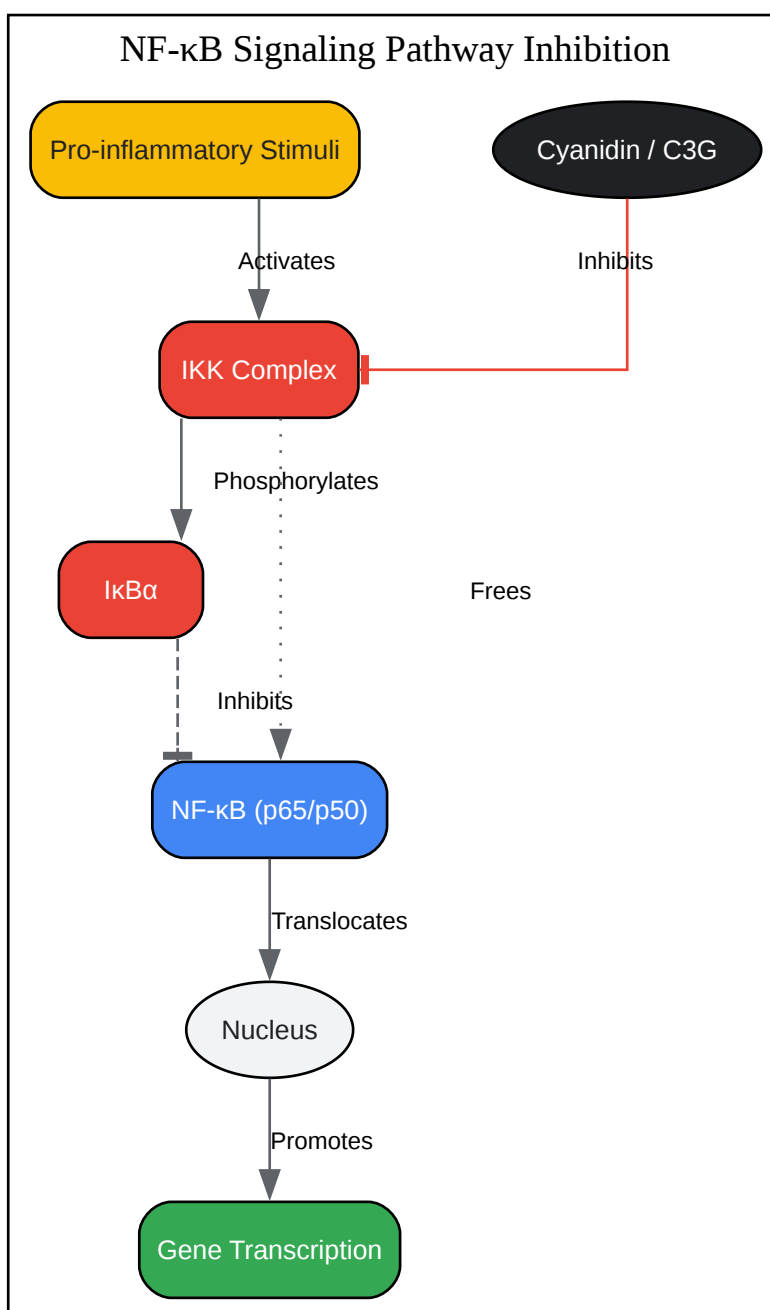 NF-κB Signaling Pathway Inhibition
Pro-inflammatory Stimuli
Cyanidin / C3G
Activates
Inhibits
IKK Complex
Phosphorylates
IκBα
Frees
Inhibits
NF-κB (p65/p50)
Translocates
Nucleus
Promotes
Gene Transcription